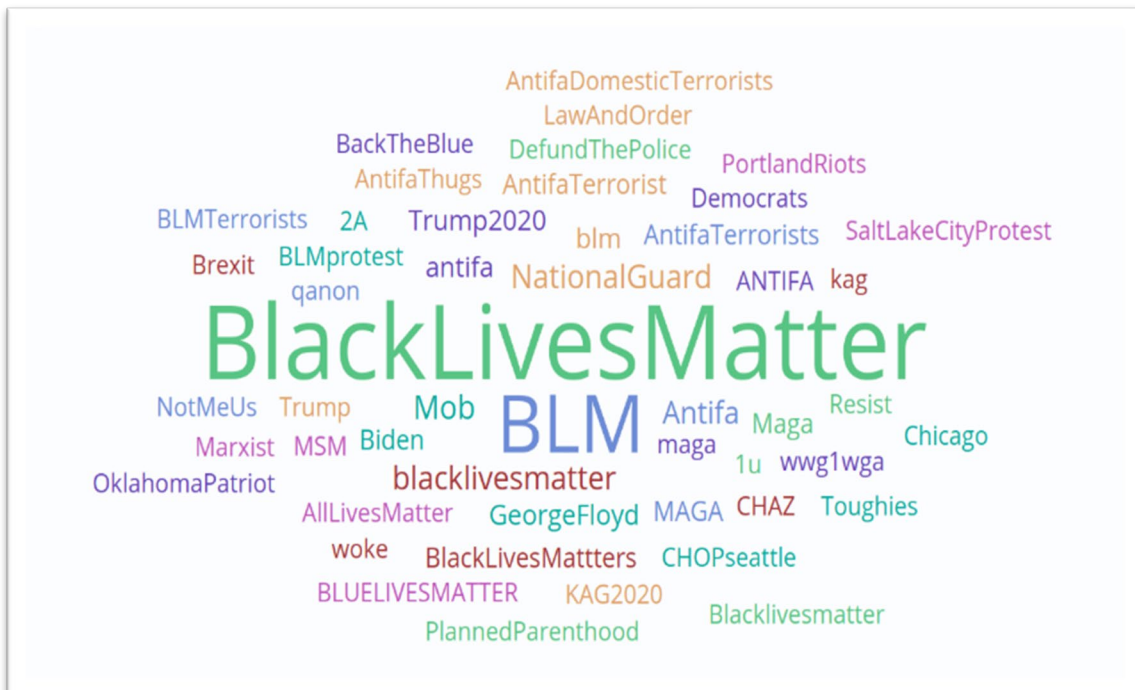 AntifaDomesticTerrorists
LawAndOrder
BackTheBlue DefundThePolice PortlandRiots
AntifaThugs AntifaTerrorist Democrats
BLMTerrorists 2A Trump2020 blm AntifaTerrorists SaltLakeCityProtest
Brexit BLMprotest antifa NationalGuard ANTIFA kag
qanon
BlackLivesMatter
NotMeUs Trump Mob BLM Antifa Maga Resist
Marxist MSM Biden maga Chicago
OklahomaPatriot blacklivesmatter 1u wwg1wga
AllLivesMatter GeorgeFloyd MAGA CHAZ Toughies
woke BlackLivesMattters CHOPseattle
BLUELIVESMATTER KAG2020 Blacklivesmatter
PlannedParenthood